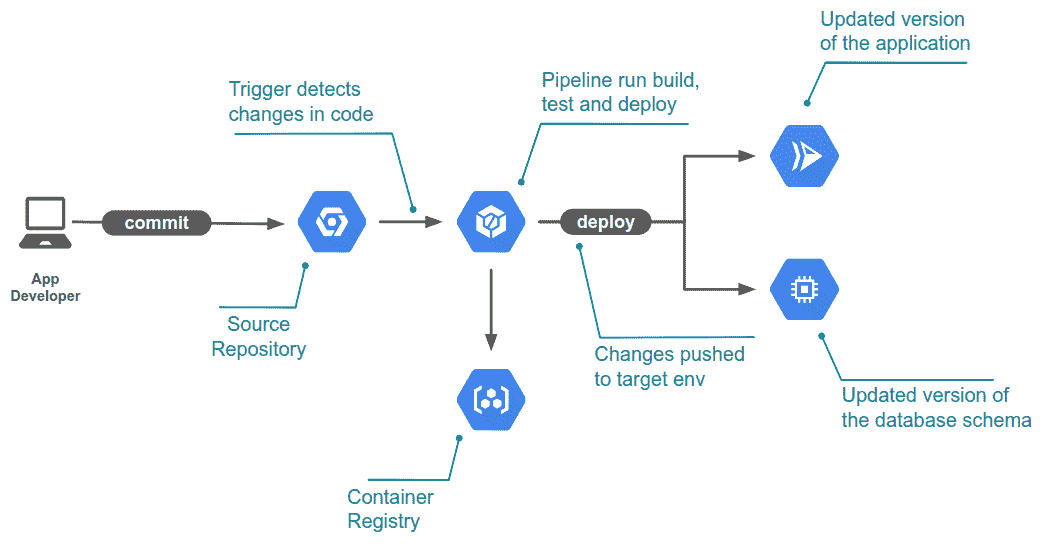 Updated version
of the application
Pipeline run build,
test and deploy
Trigger detects
changes in code
commit
deploy
App
Developer
Source
Repository
Changes pushed
to target env
Updated version of
the database schema
Container
Registry